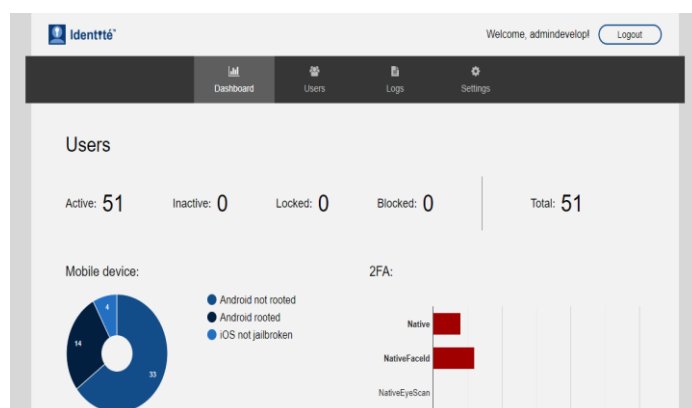 Identité™
Welcome, admindevelop!
Logout
Dashboard
Users
Logs
Settings
Users
Active: 51
Inactive: 0
Locked: 0
Blocked: 0
Total: 51
Mobile device:
4
14
33
Android not rooted
Android rooted
iOS not jailbroken
2FA:
Native
NativeFaceId
NativeEyeScan